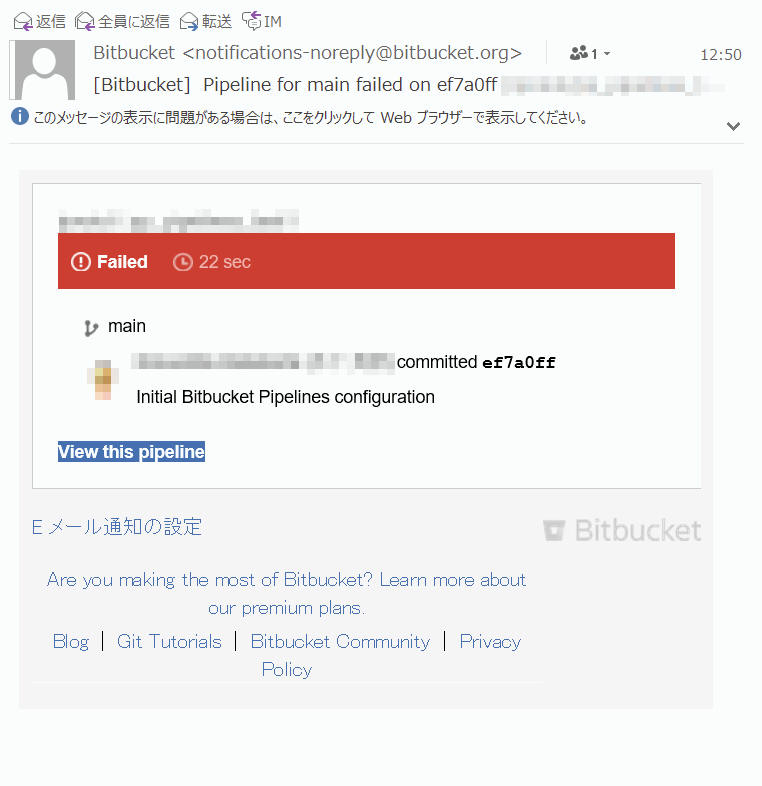 返信 全員に返信 転送 IM
Bitbucket <notifications-noreply@bitbucket.org> 1 12:50
[Bitbucket] Pipeline for main failed on ef7a0ff
このメッセージの表示に問題がある場合は、ここをクリックして Web ブラウザーで表示してください。
Failed 22 sec
main
committed ef7a0ff
Initial Bitbucket Pipelines configuration
View this pipeline
Eメール通知の設定 Bitbucket
Are you making the most of Bitbucket? Learn more about
our premium plans.
Blog | Git Tutorials | Bitbucket Community | Privacy
Policy